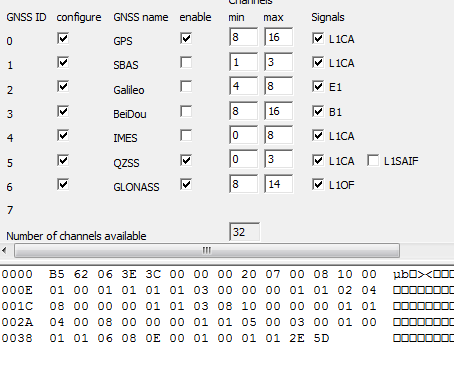 Channels
GNSS ID configure GNSS name enable min max Signals
0 GPS 8 16 L1CA
1 SBAS 1 3 L1CA
2 Galileo 4 8 E1
3 BeiDou 8 16 B1
4 IMES 0 8 L1CA
5 QZSS 0 3 L1CA L1SAIF
6 GLONASS 8 14 L1OF
7
Number of channels available 32
0000 B5 62 06 3E 3C 00 00 00 20 07 00 08 10 00 µb□><□□□
000E 01 00 01 01 01 01 03 00 00 00 01 01 02 04 □□□□□□□□
001C 08 00 00 00 01 01 03 08 10 00 00 00 01 01 □□□□□□□□
002A 04 00 08 00 00 00 01 01 05 00 03 00 01 00 □□□□□□□□
0038 01 01 06 08 0E 00 01 00 01 01 2E 5D □□□□□□□□